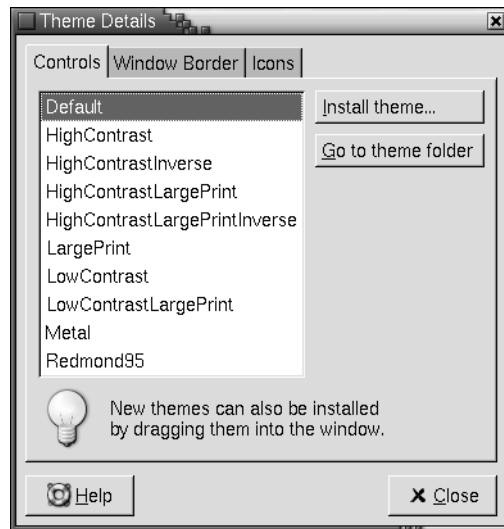 Theme Details
Controls
Window Border
Icons
Default
HighContrast
HighContrastInverse
HighContrastLargePrint
HighContrastLargePrintInverse
LargePrint
LowContrast
LowContrastLargePrint
Metal
Redmond95
Install theme...
Go to theme folder
New themes can also be installed
by dragging them into the window.
Help
Close